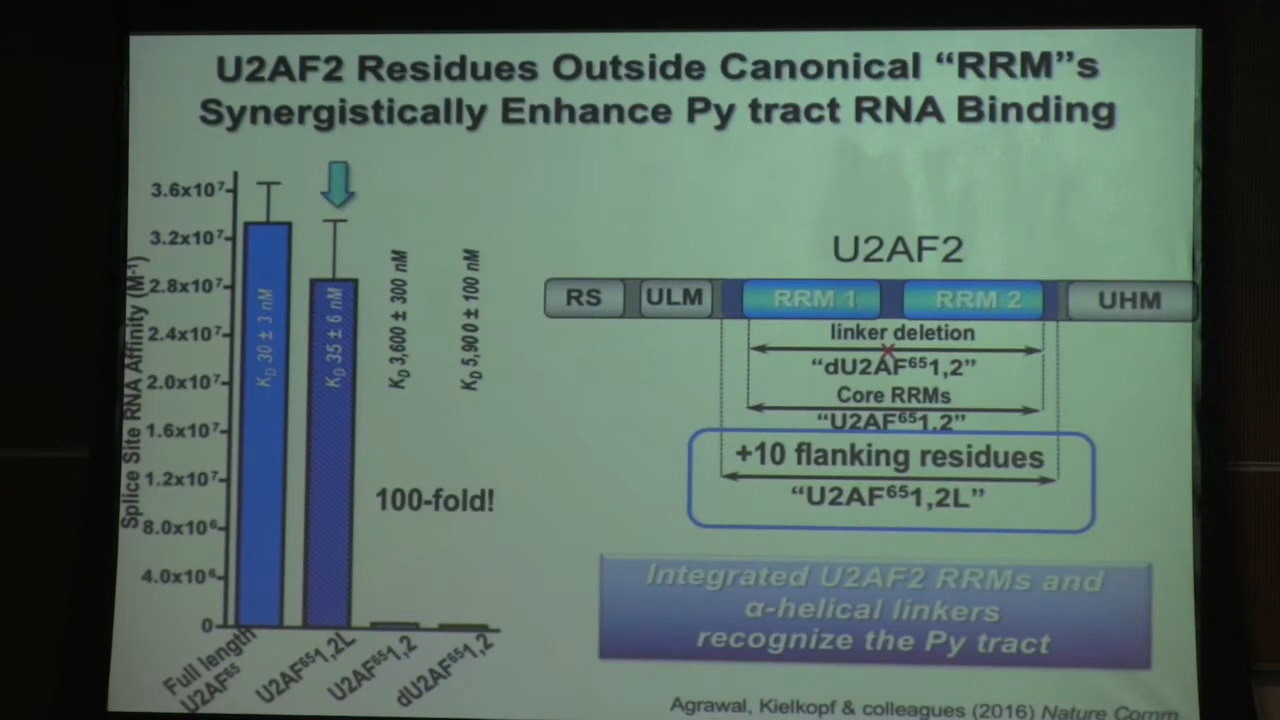 U2AF2 Residues Outside Canonical “RRM”s
Synergistically Enhance Py tract RNA Binding
Splice Site RNA Affinity (M⁻¹)
3.6x10⁷
3.2x10⁷
2.8x10⁷
2.4x10⁷
2.0x10⁷
1.6x10⁷
1.2x10⁷
8.0x10⁶
4.0x10⁶
0
K_D 30 ± 3 nM
K_D 35 ± 6 nM
K_D 3,600 ± 300 nM
K_D 5,90 0 ± 100 nM
100-fold!
Full length
U2AF⁶⁵
U2AF⁶⁵1,2L
U2AF⁶⁵1,2
dU2AF⁶⁵1,2
U2AF2
RS
ULM
RRM 1
RRM 2
UHM
linker deletion
“dU2AF⁶⁵1,2”
Core RRMs
“U2AF⁶⁵1,2”
+10 flanking residues
“U2AF⁶⁵1,2L”
Integrated U2AF2 RRMs and
α-helical linkers
recognize the Py tract
Agrawal, Kielkopf & colleagues (2016) Nature Comm.